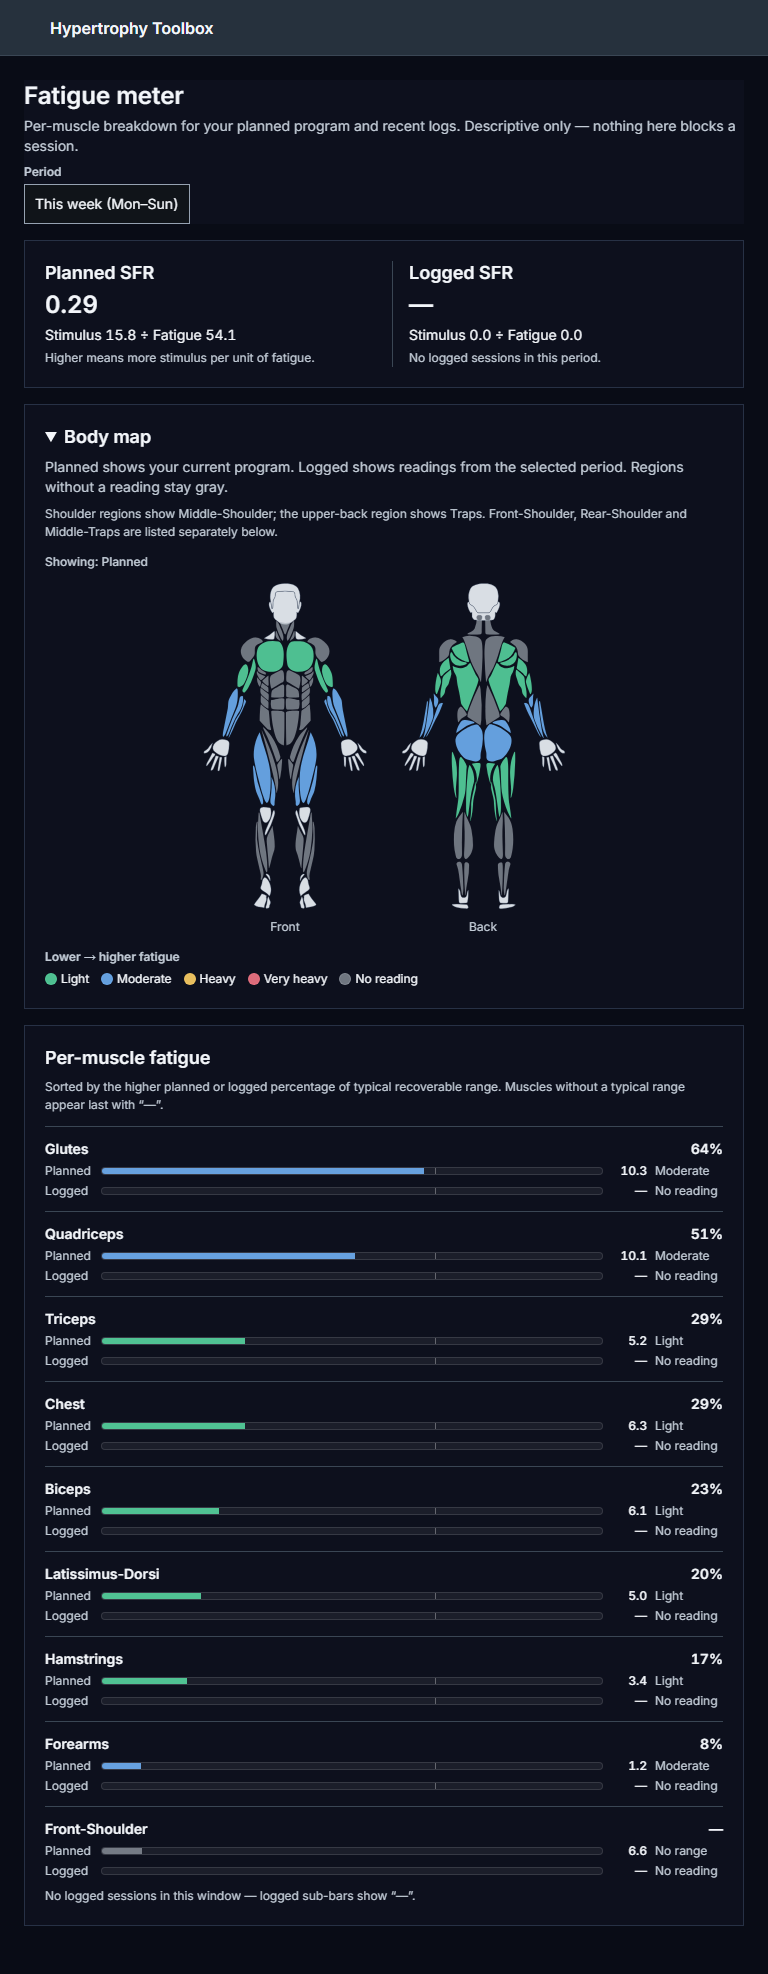 Hypertrophy Toolbox
Fatigue meter
Per-muscle breakdown for your planned program and recent logs. Descriptive only — nothing here blocks a
session.
Period
This week (Mon–Sun)
Planned SFR
0.29
Stimulus 15.8 ÷ Fatigue 54.1
Higher means more stimulus per unit of fatigue.
Logged SFR
—
Stimulus 0.0 ÷ Fatigue 0.0
No logged sessions in this period.
▼ Body map
Planned shows your current program. Logged shows readings from the selected period. Regions
without a reading stay gray.
Shoulder regions show Middle-Shoulder; the upper-back region shows Traps. Front-Shoulder, Rear-Shoulder and
Middle-Traps are listed separately below.
Showing: Planned
Front Back
Lower → higher fatigue
Light Moderate Heavy Very heavy No reading
Per-muscle fatigue
Sorted by the higher planned or logged percentage of typical recoverable range. Muscles without a typical range
appear last with “—”.
Glutes 64%
Planned 10.3 Moderate
Logged — No reading
Quadriceps 51%
Planned 10.1 Moderate
Logged — No reading
Triceps 29%
Planned 5.2 Light
Logged — No reading
Chest 29%
Planned 6.3 Light
Logged — No reading
Biceps 23%
Planned 6.1 Light
Logged — No reading
Latissimus-Dorsi 20%
Planned 5.0 Light
Logged — No reading
Hamstrings 17%
Planned 3.4 Light
Logged — No reading
Forearms 8%
Planned 1.2 Moderate
Logged — No reading
Front-Shoulder —
Planned 6.6 No range
Logged — No reading
No logged sessions in this window — logged sub-bars show “—”.